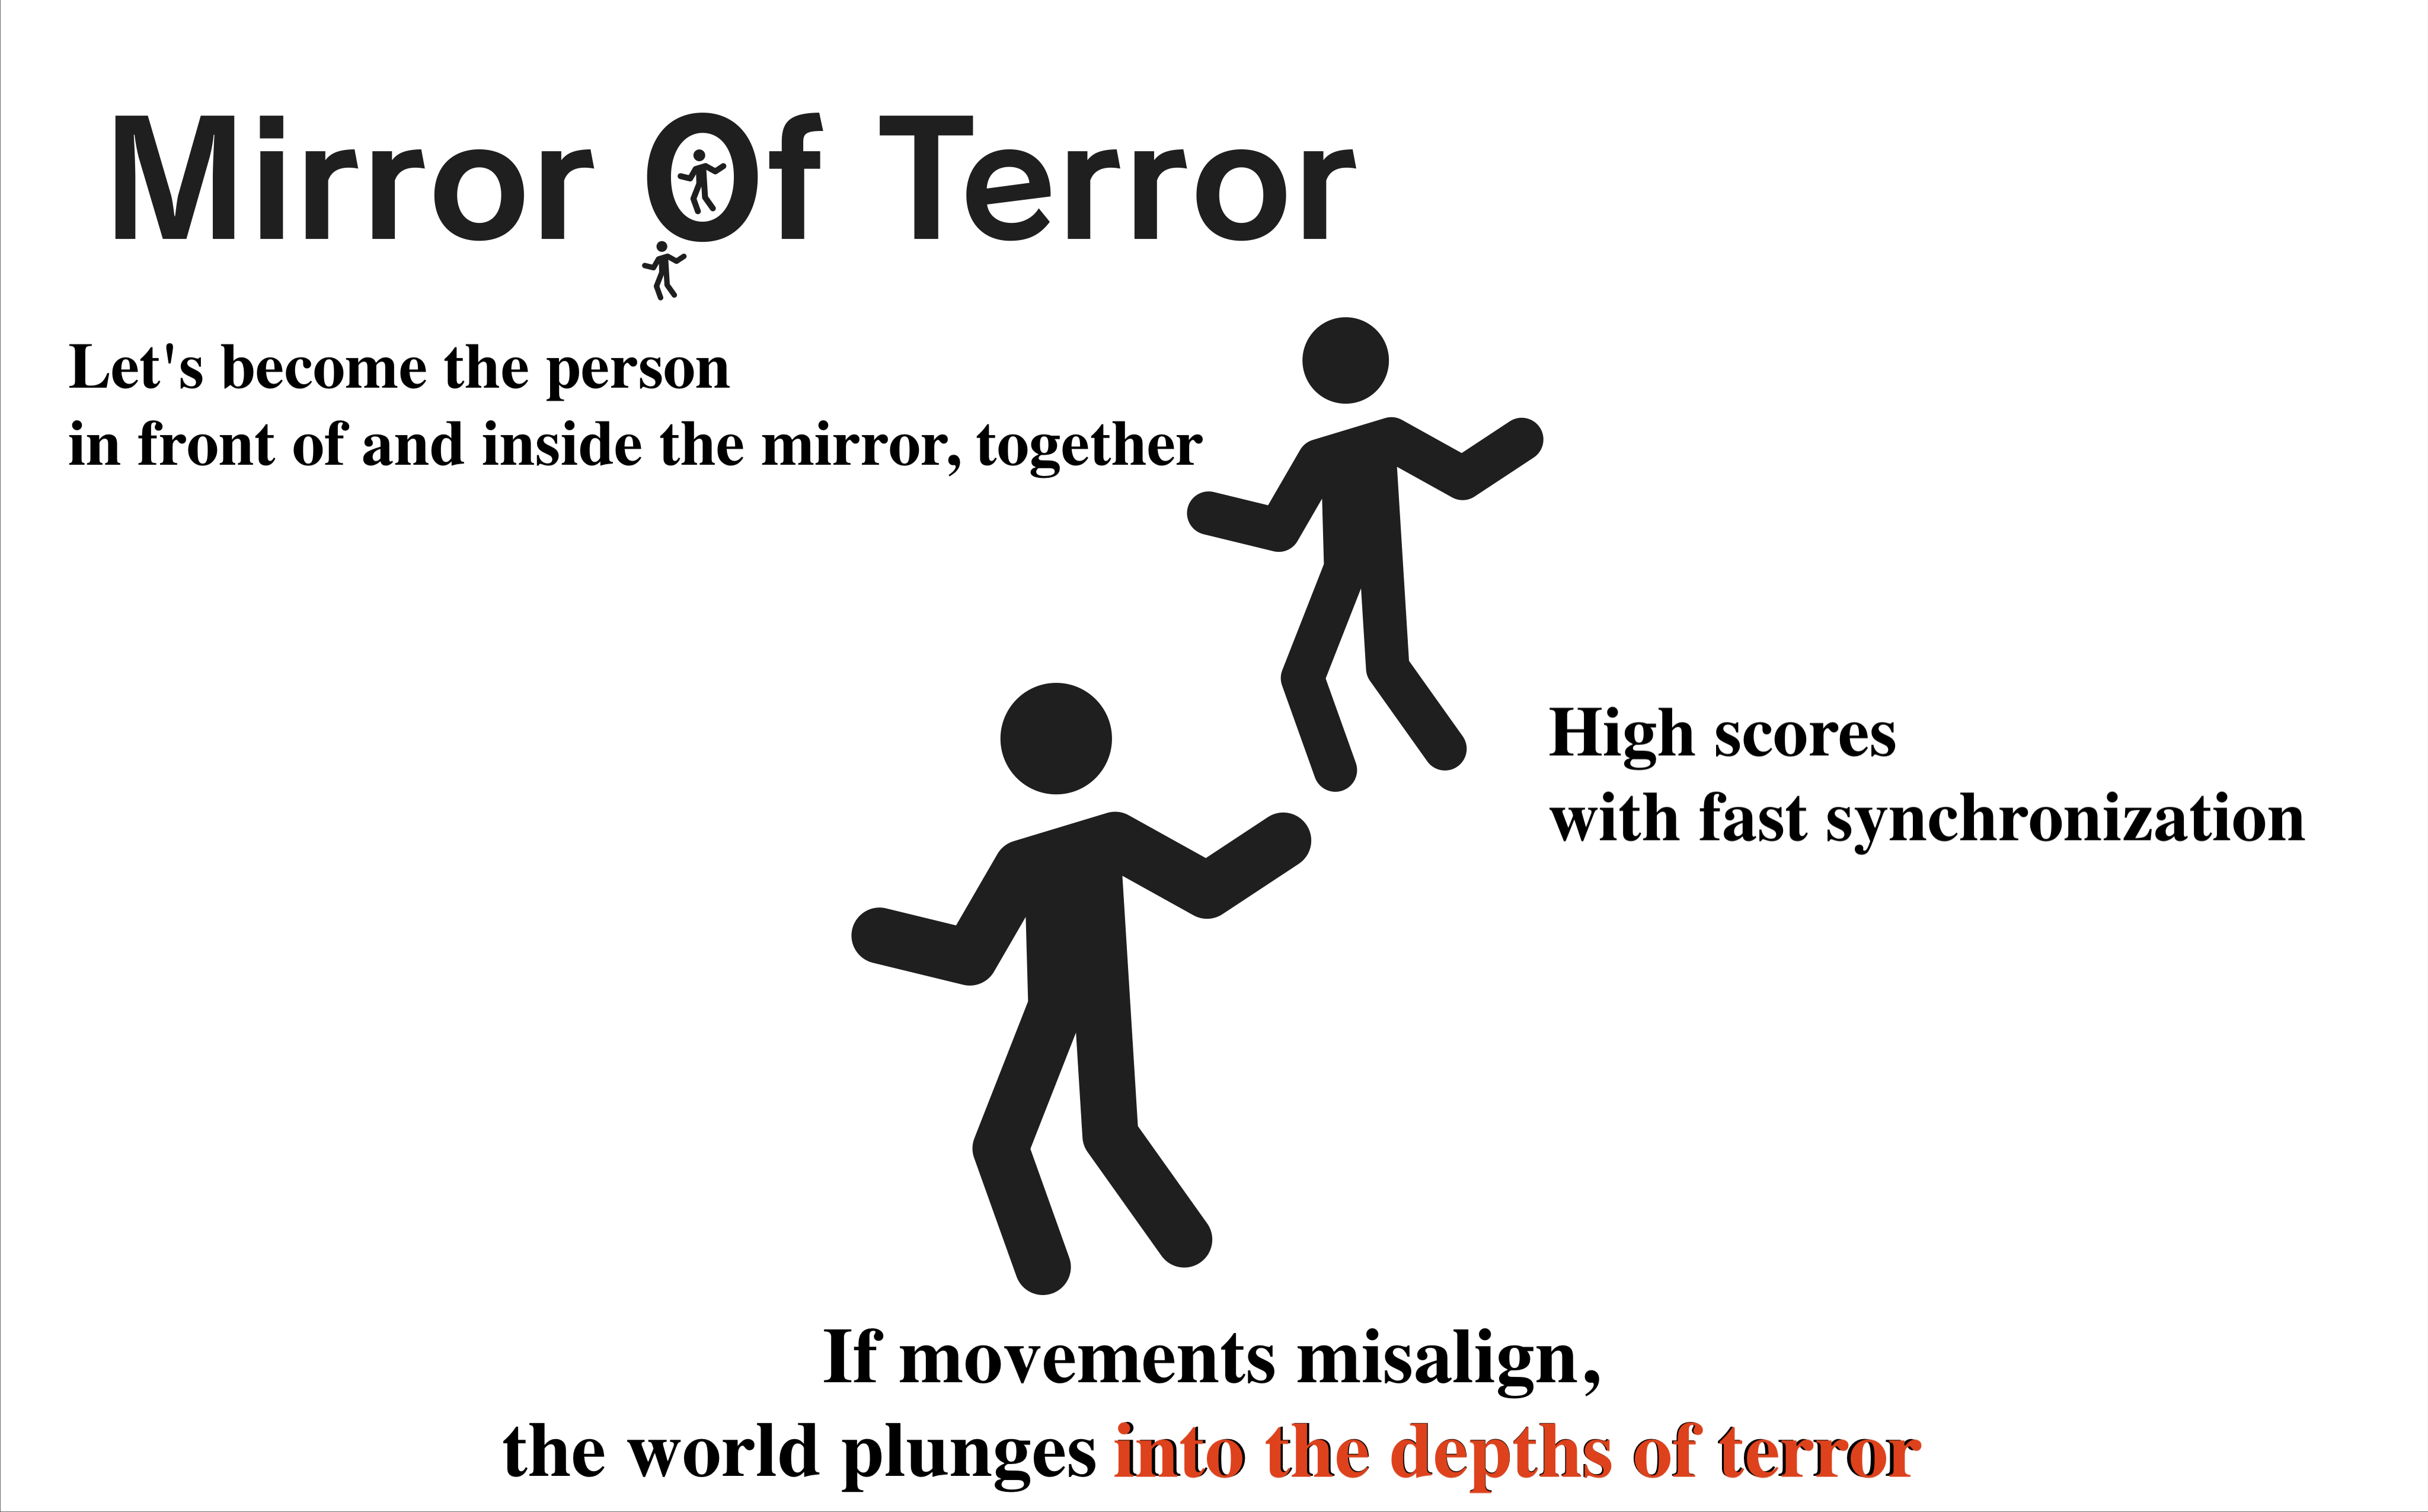 Mirror Of Terror
Let's become the person
in front of and inside the mirror, together
High scores
with fast synchronization
If movements misalign,
the world plunges into the depths of terror